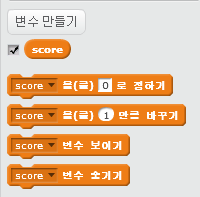 변수 만들기
score
score 을(를) 0 로 정하기
score 을(를) 1 만큼 바꾸기
score 변수 보이기
score 변수 숨기기